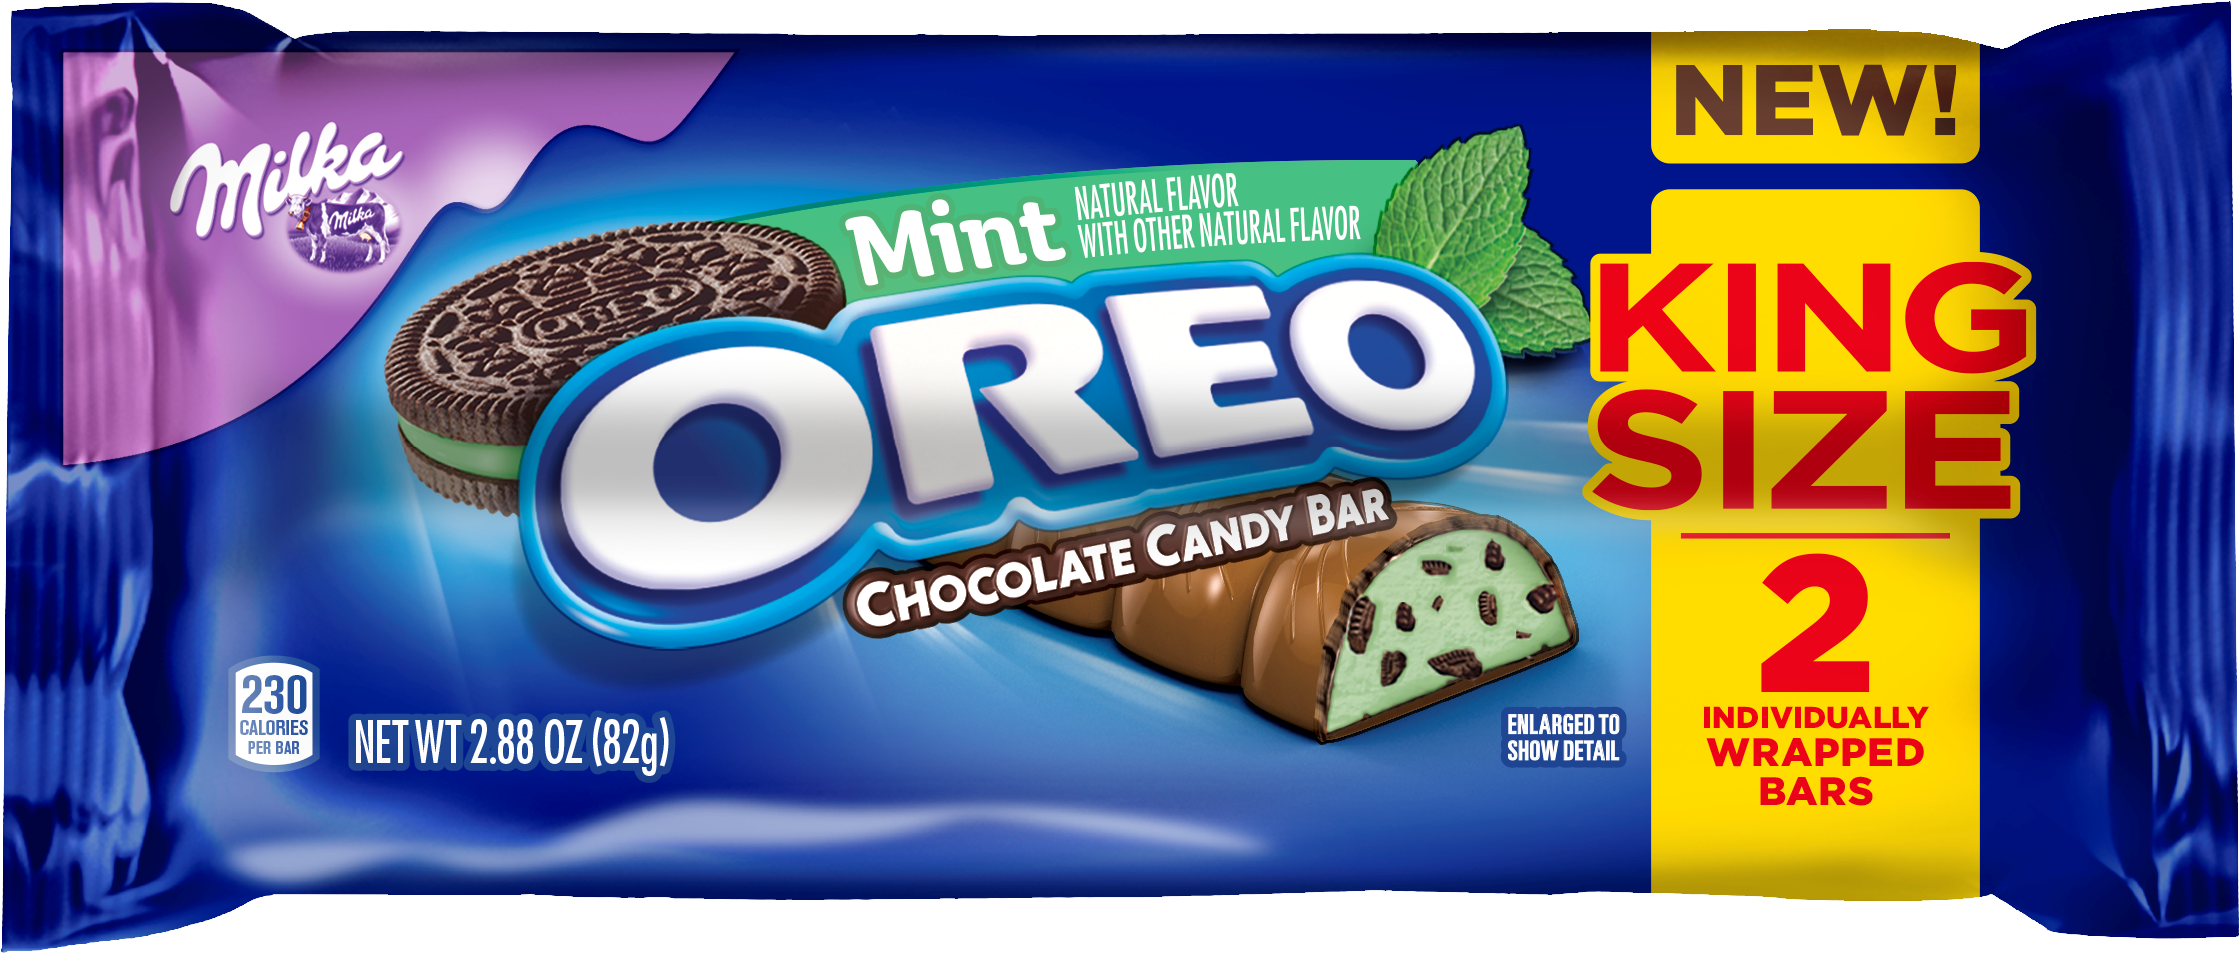 Milka
Milka
Mint
NATURAL FLAVOR
WITH OTHER NATURAL FLAVOR
OREO
OREO
CHOCOLATE CANDY BAR
NEW!
KING
SIZE
2
INDIVIDUALLY
WRAPPED
BARS
230
CALORIES
PER BAR
NET WT 2.88 OZ (82g)
ENLARGED TO
SHOW DETAIL